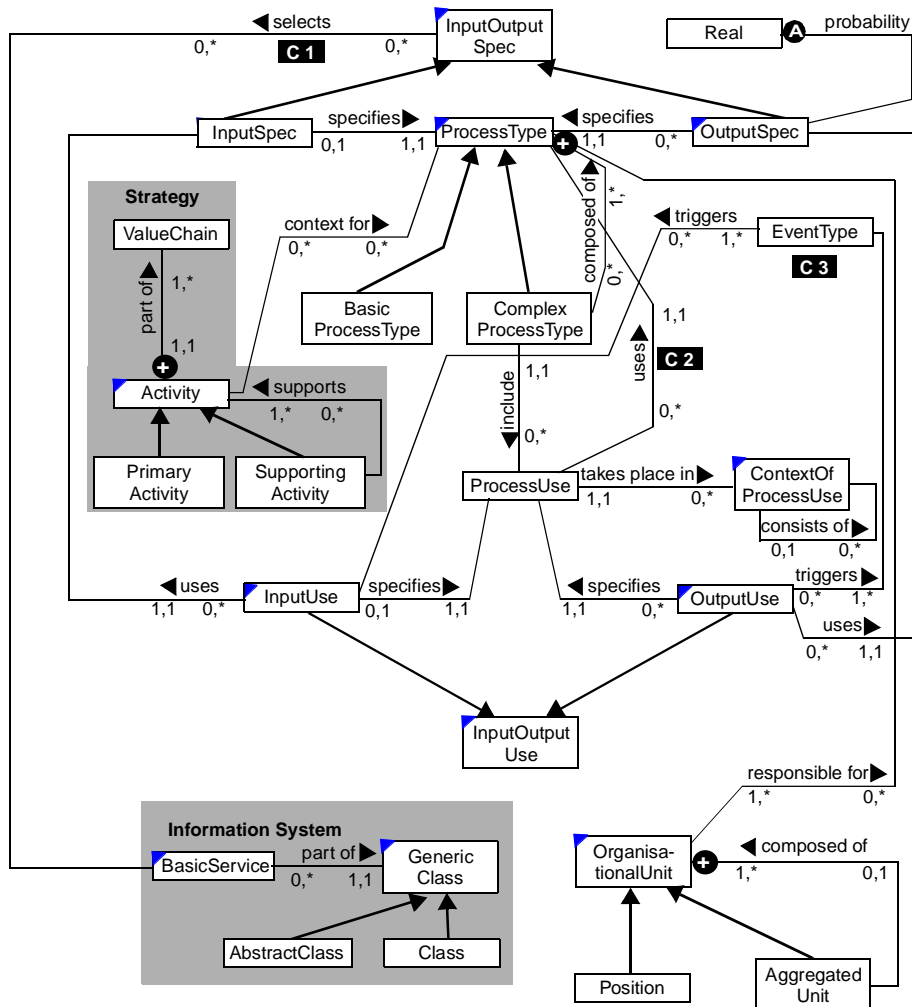 selects
0,*
C 1
0,*
InputOutput
Spec
Real
A
probability
InputSpec
specifies
0,1
1,1
ProcessType
+
specifies
1,1
0,*
OutputSpec
Strategy
ValueChain
part of
1,*
1,1
+
Activity
supports
1,*
0,*
Primary
Activity
Supporting
Activity
context for
0,*
0,*
composed of
1,*
0,*
triggers
0,*
1,*
EventType
C 3
Basic
ProcessType
Complex
ProcessType
1,1
uses
C 2
0,*
1,1
include
0,*
ProcessUse
takes place in
1,1
0,*
ContextOf
ProcessUse
consists of
0,1
0,*
uses
1,1
0,*
InputUse
specifies
0,1
1,1
specifies
1,1
0,*
OutputUse
triggers
0,*
1,*
uses
0,*
1,1
InputOutput
Use
responsible for
1,*
0,*
Information System
BasicService
part of
0,*
1,1
Generic
Class
AbstractClass
Class
Organisa-
tionalUnit
+
composed of
1,*
0,1
Position
Aggregated
Unit